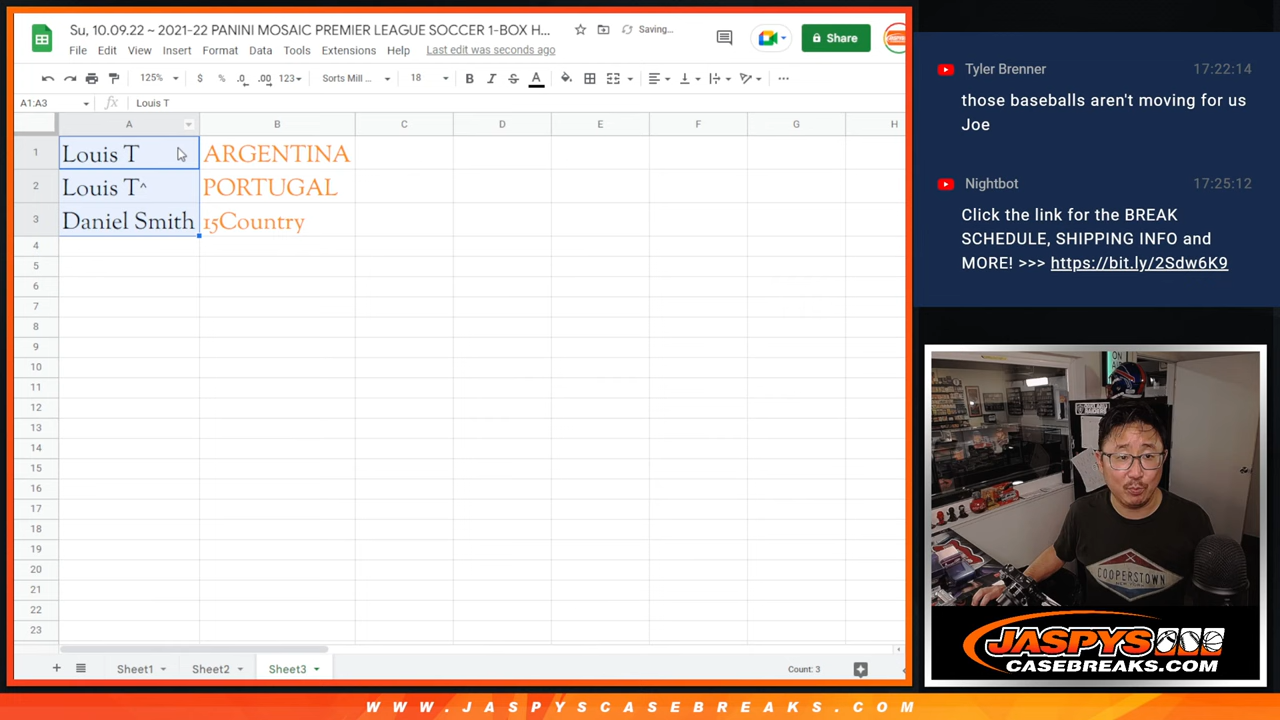 Su, 10.09.22 ~ 2021-22 PANINI MOSAIC PREMIER LEAGUE SOCCER 1-BOX H...
Saving...
Share
File Edit View Insert Format Data Tools Extensions Help Last edit was seconds ago
125% $ % .0 .00 123 Sorts Mill ... 18 B I S A
A1:A3 fx Louis T
A B C D E F G H
1 Louis T ARGENTINA
2 Louis T^ PORTUGAL
3 Daniel Smith 15Country
4
5
6
7
8
9
10
11
12
13
14
15
16
17
18
19
20
21
22
23
Sheet1 Sheet2 Sheet3 Count: 3
Tyler Brenner 17:22:14
those baseballs aren't moving for us
Joe
Nightbot 17:25:12
Click the link for the BREAK
SCHEDULE, SHIPPING INFO and
MORE! >>> https://bit.ly/2Sdw6K9
ON
AIR
COOPERSTOWN
JASPYS
CASEBREAKS.COM
WWW.JASPYSCASEBREAKS.COM